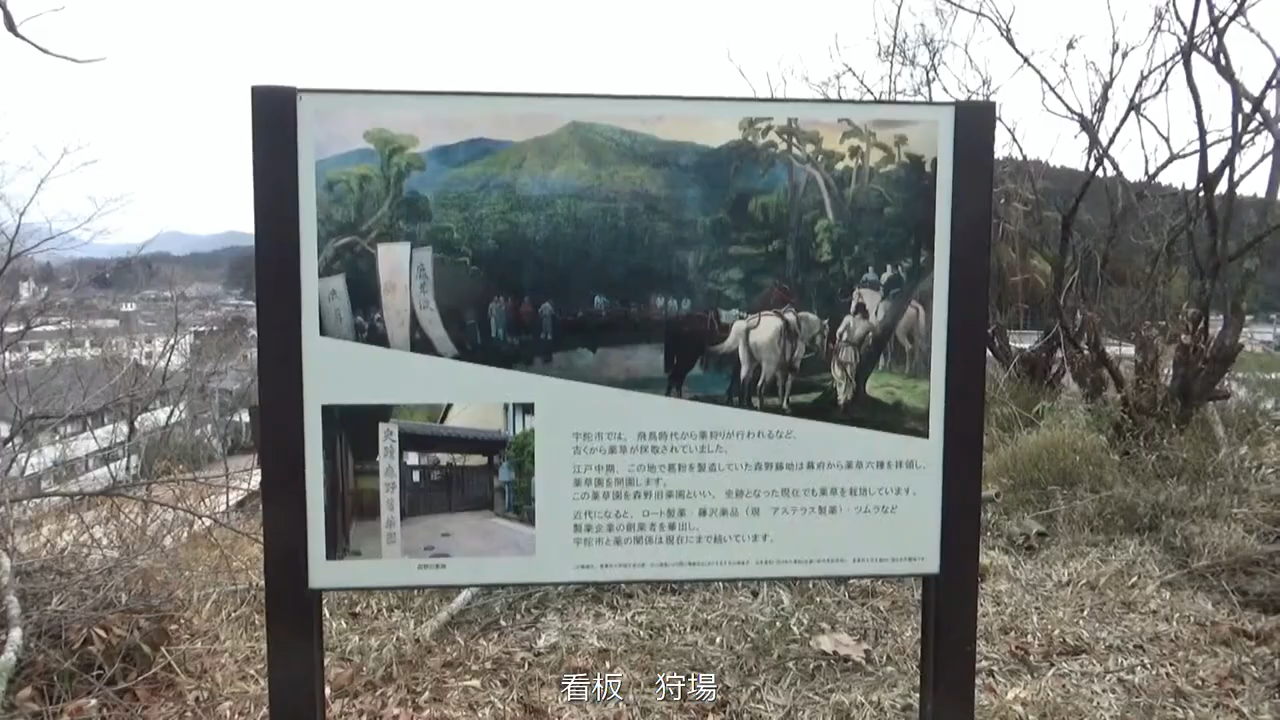 史蹟森野舊薬園
宇陀市では、飛鳥時代から薬狩りが行われるなど、
古くから薬草が採取されていました。
江戸中期、この地で葛粉を製造していた森野藤助は幕府から薬草六種を拝領し、
薬草園を開園します。
この薬草園を森野旧薬園といい、史跡となった現在でも薬草を栽培しています。
近代になると、ロート製薬・藤沢薬品（現 アステラス製薬）・ツムラなど
製薬企業の創業者を輩出し、
宇陀市と薬の関係は現在にまで続いています。
森野旧薬園
看板 狩場